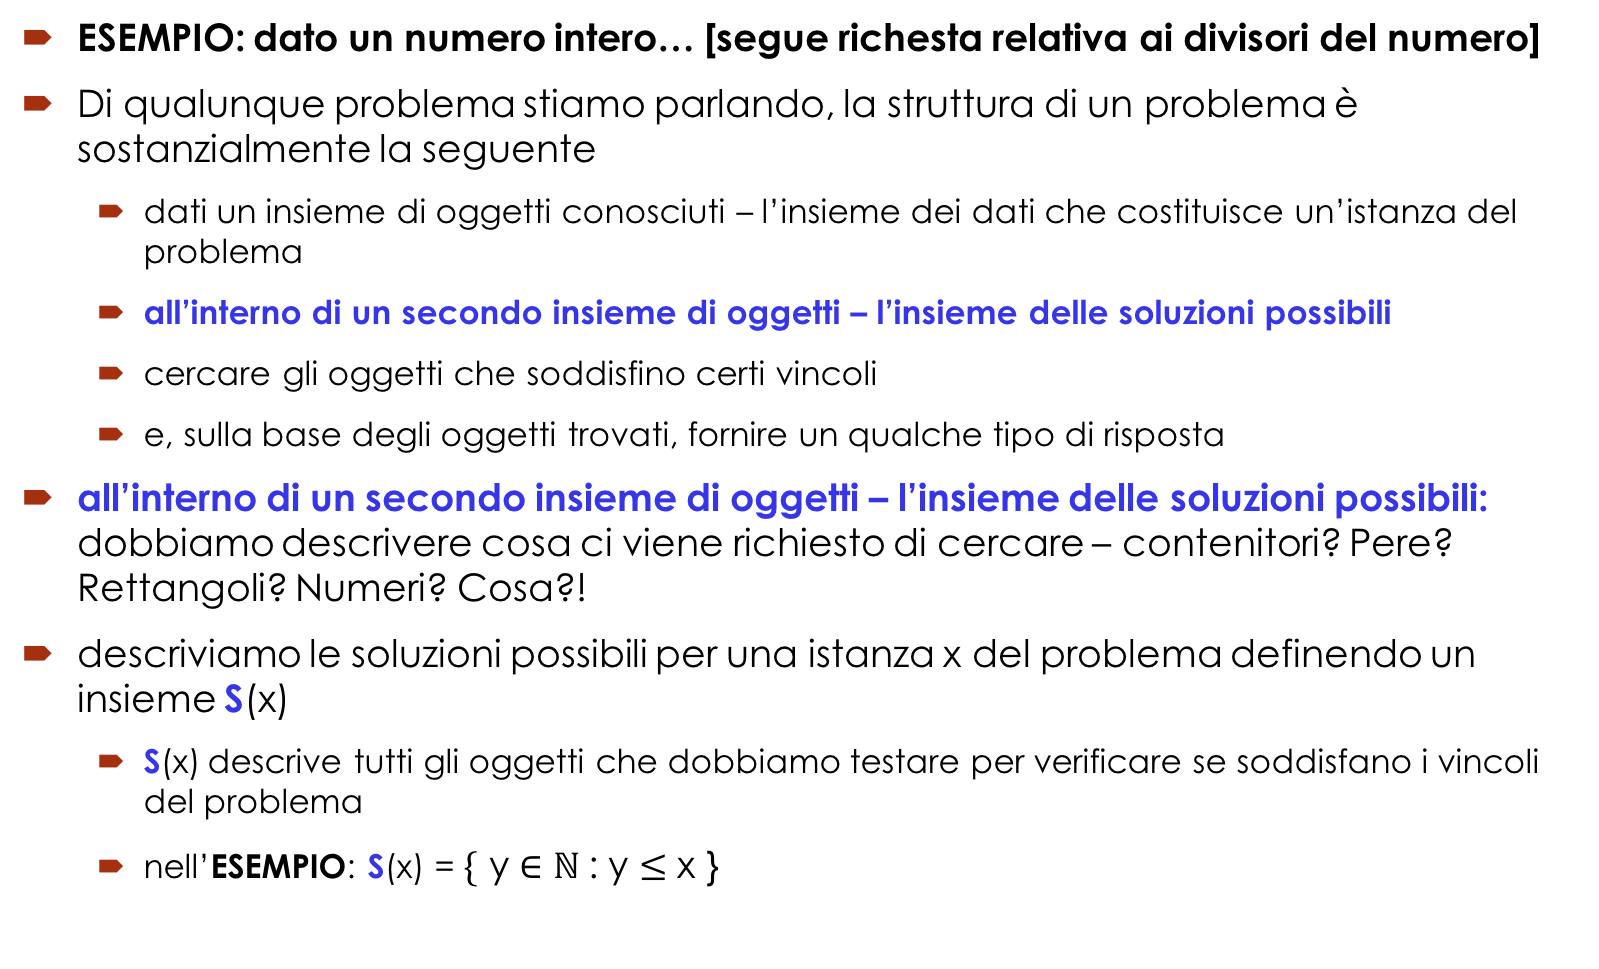 ESEMPIO: dato un numero intero… [segue richesta relativa ai divisori del numero]
Di qualunque problema stiamo parlando, la struttura di un problema è
sostanzialmente la seguente
dati un insieme di oggetti conosciuti – l’insieme dei dati che costituisce un’istanza del
problema
all’interno di un secondo insieme di oggetti – l’insieme delle soluzioni possibili
cercare gli oggetti che soddisfino certi vincoli
e, sulla base degli oggetti trovati, fornire un qualche tipo di risposta
all’interno di un secondo insieme di oggetti – l’insieme delle soluzioni possibili:
dobbiamo descrivere cosa ci viene richiesto di cercare – contenitori? Pere?
Rettangoli? Numeri? Cosa?!
descriviamo le soluzioni possibili per una istanza x del problema definendo un
insieme S(x)
S(x) descrive tutti gli oggetti che dobbiamo testare per verificare se soddisfano i vincoli
del problema
nell’ESEMPIO: S(x) = { y ∈ ℕ : y ≤ x }